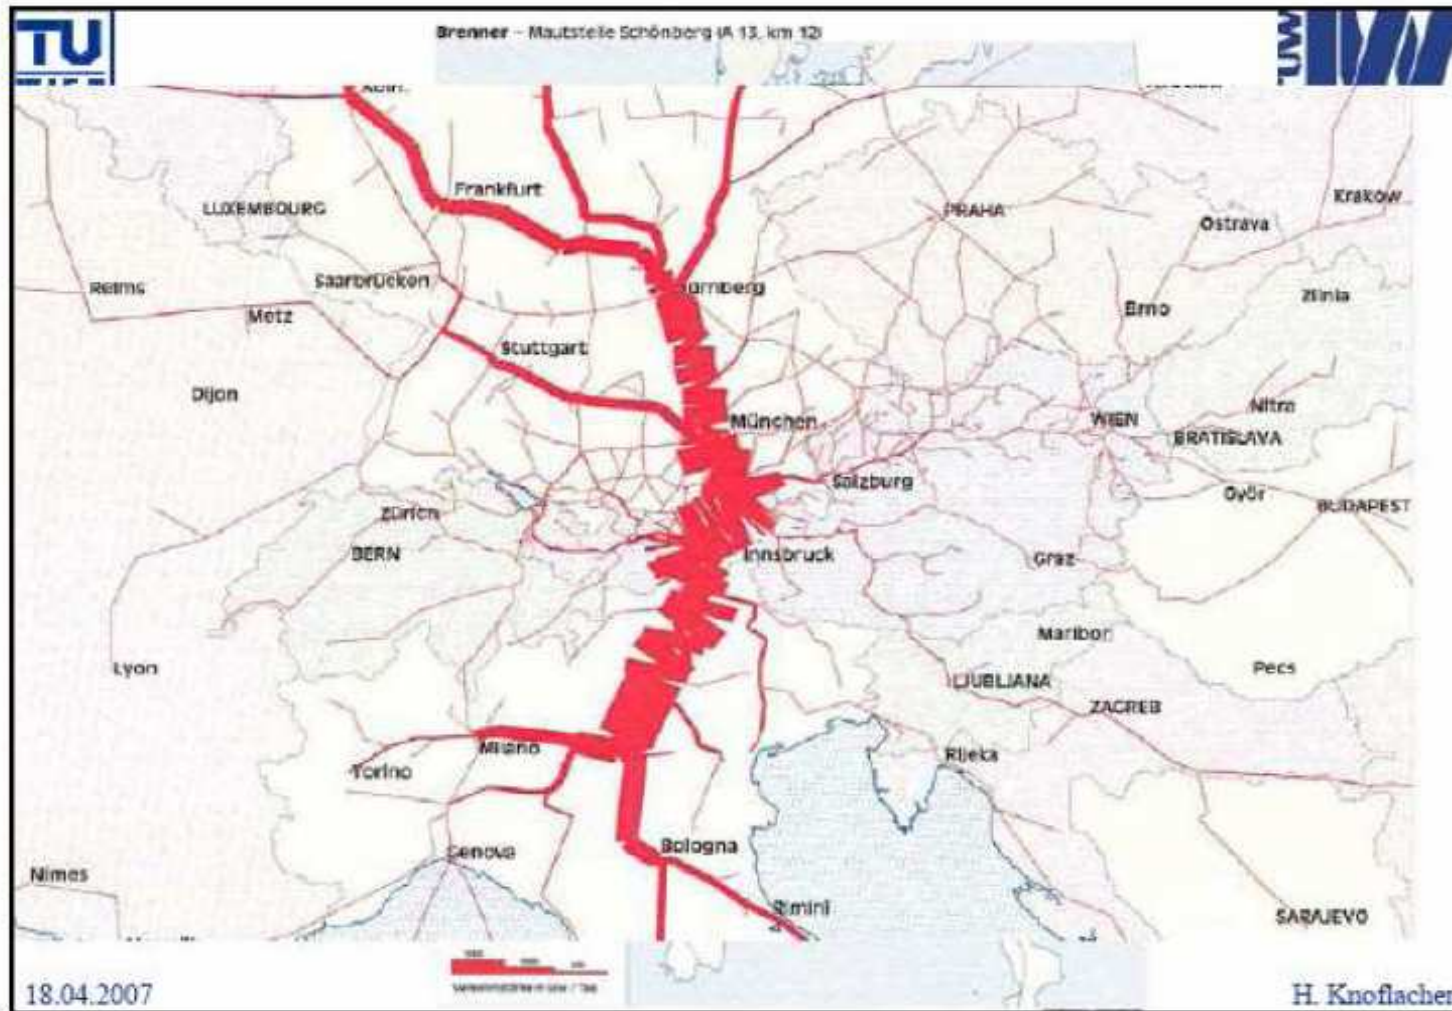 TU
Brenner – Mautstelle Schönberg (A 13, km 12)
TUW
Frankfurt
LUXEMBOURG
PRAHA
Krakow
Ostrava
Saarbrücken
Reims
Zilina
Metz
Brno
Stuttgart
Dijon
Nitra
München
WIEN
BRATISLAVA
Salzburg
Györ
BUDAPEST
Zürich
BERN
Innsbruck
Graz
Maribor
Lyon
Pecs
LJUBLJANA
ZAGREB
Milano
Rijeka
Torino
Bologna
Genova
Nimes
Rimini
SARAJEVO
18.04.2007
H. Knoflacher